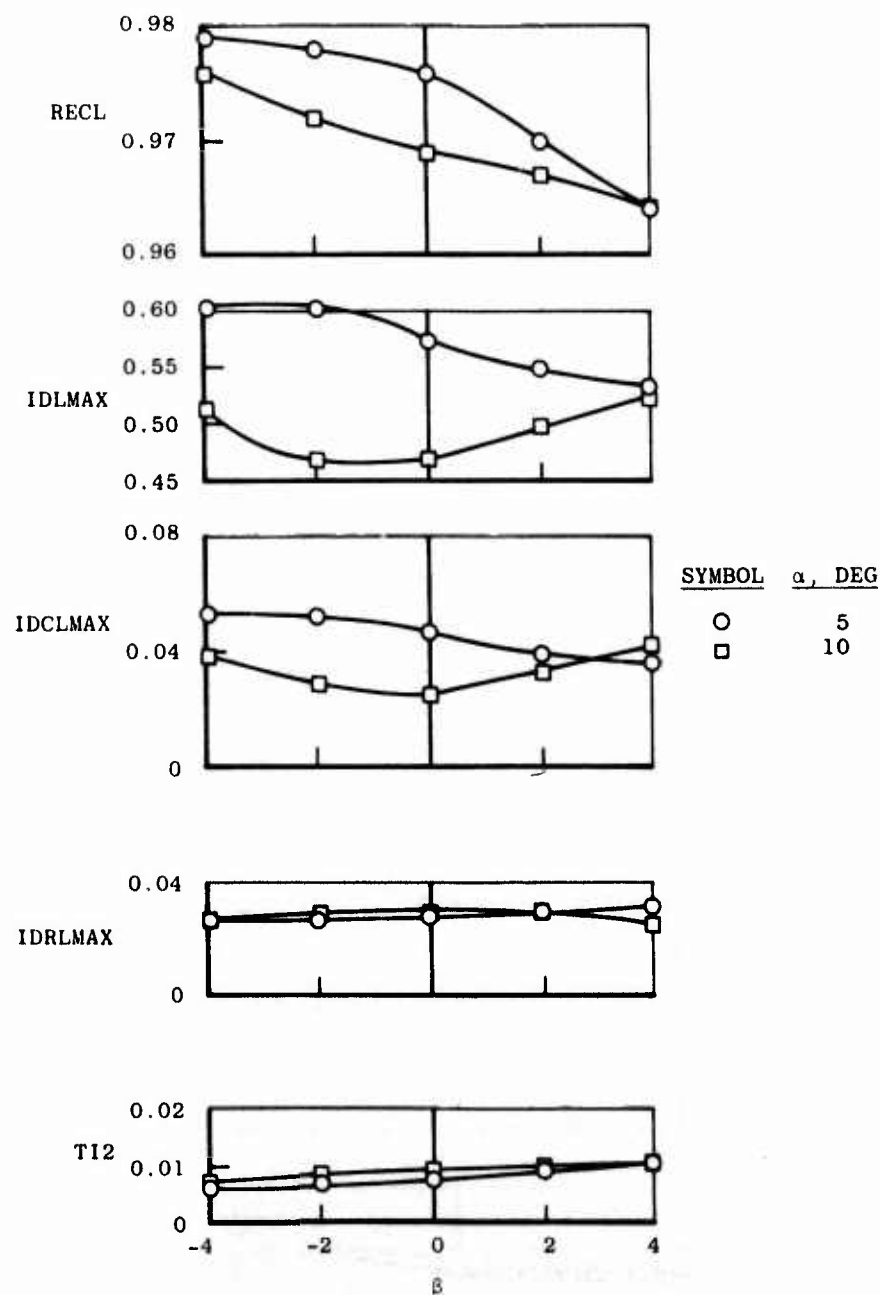 0.98
RECL
0.97
0.96
0.60
0.55
IDLMAX
0.50
0.45
0.08
SYMBOL α, DEG
IDCLMAX
5
0.04
10
0
0.04
IDRLMAX
0
0.02
TI2
0.01
0
-4 -2 0 2 4
β